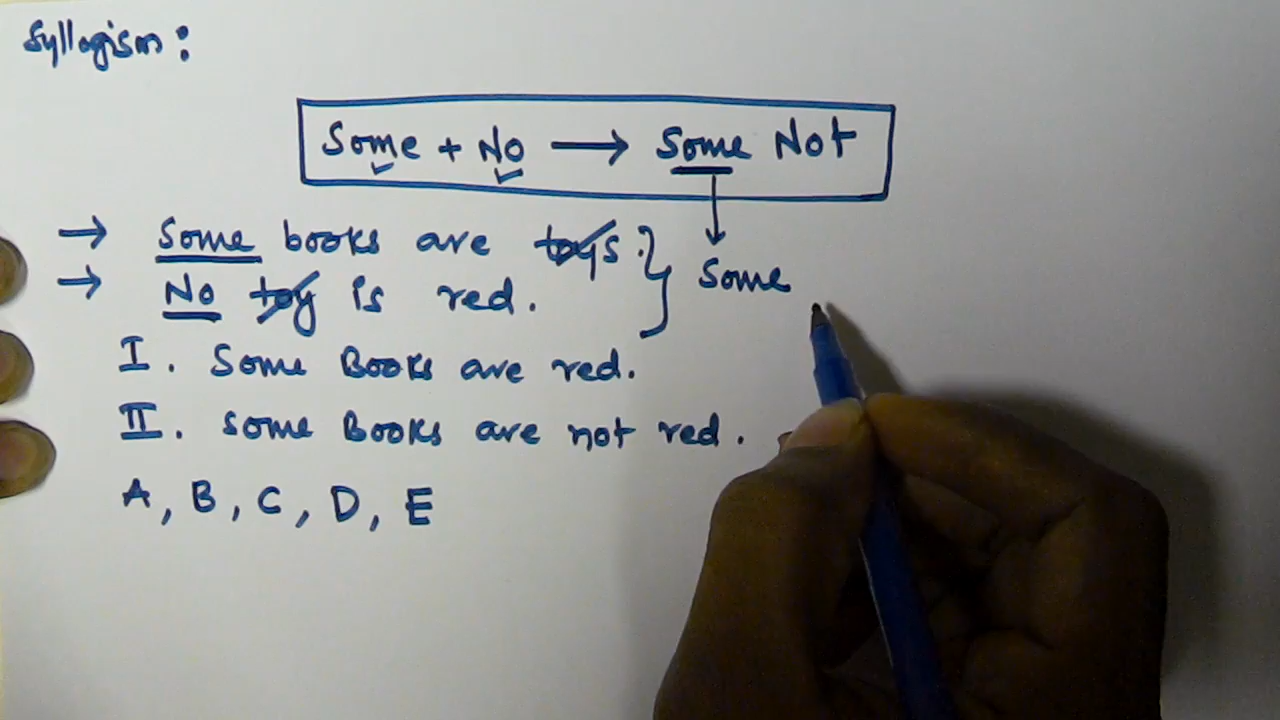 Syllogism:
Some + No → Some Not
→ Some books are toys.
→ No toy is red.
Some
I. Some Books are red.
II. Some Books are not red.
A, B, C, D, E